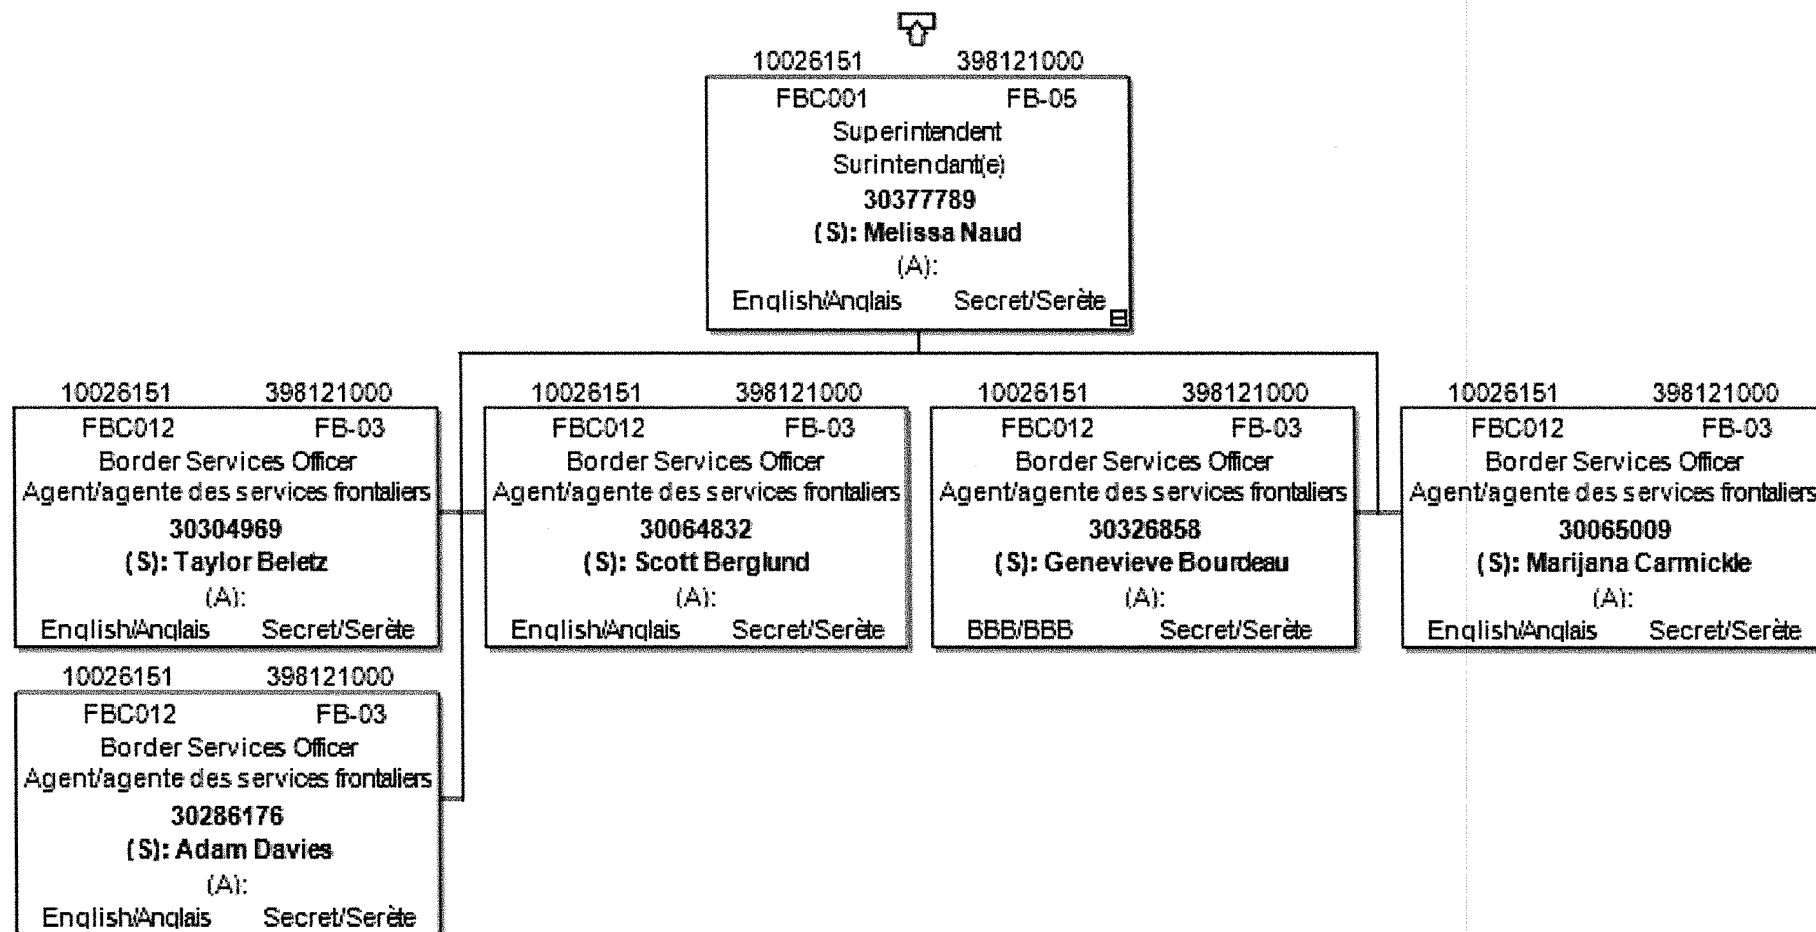 10026151 398121000
FBC001 FB-05
Superintendent
Surintendant(e)
30377789
(S): Melissa Naud
(A):
English/Anglais Secret/Serète
10026151 398121000
FBC012 FB-03
Border Services Officer
Agent/agente des services frontaliers
30304969
(S): Taylor Beletz
(A):
English/Anglais Secret/Serète
10026151 398121000
FBC012 FB-03
Border Services Officer
Agent/agente des services frontaliers
30064832
(S): Scott Berglund
(A):
English/Anglais Secret/Serète
10026151 398121000
FBC012 FB-03
Border Services Officer
Agent/agente des services frontaliers
30326858
(S): Genevieve Bourdeau
(A):
BBB/BBB Secret/Serète
10026151 398121000
FBC012 FB-03
Border Services Officer
Agent/agente des services frontaliers
30065009
(S): Marijana Carmickle
(A):
English/Anglais Secret/Serète
10026151 398121000
FBC012 FB-03
Border Services Officer
Agent/agente des services frontaliers
30286176
(S): Adam Davies
(A):
English/Anglais Secret/Serète